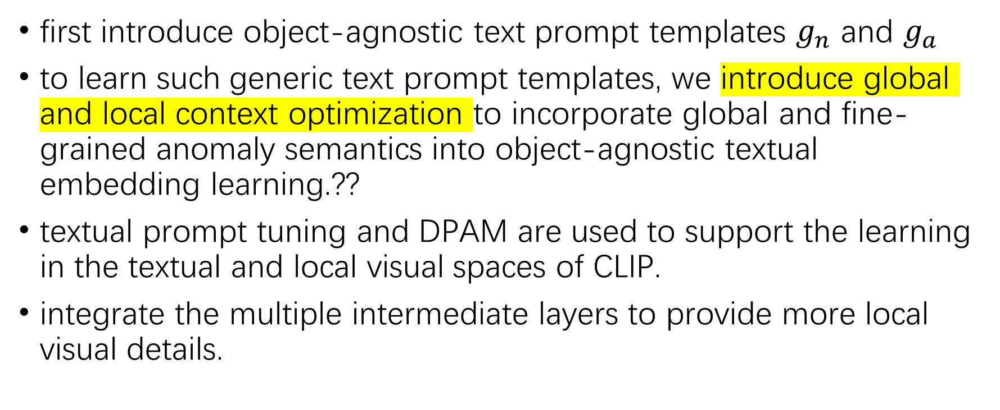 • first introduce object-agnostic text prompt templates gₙ and gₐ
• to learn such generic text prompt templates, we introduce global
and local context optimization to incorporate global and fine-
grained anomaly semantics into object-agnostic textual
embedding learning.??
• textual prompt tuning and DPAM are used to support the learning
in the textual and local visual spaces of CLIP.
• integrate the multiple intermediate layers to provide more local
visual details.